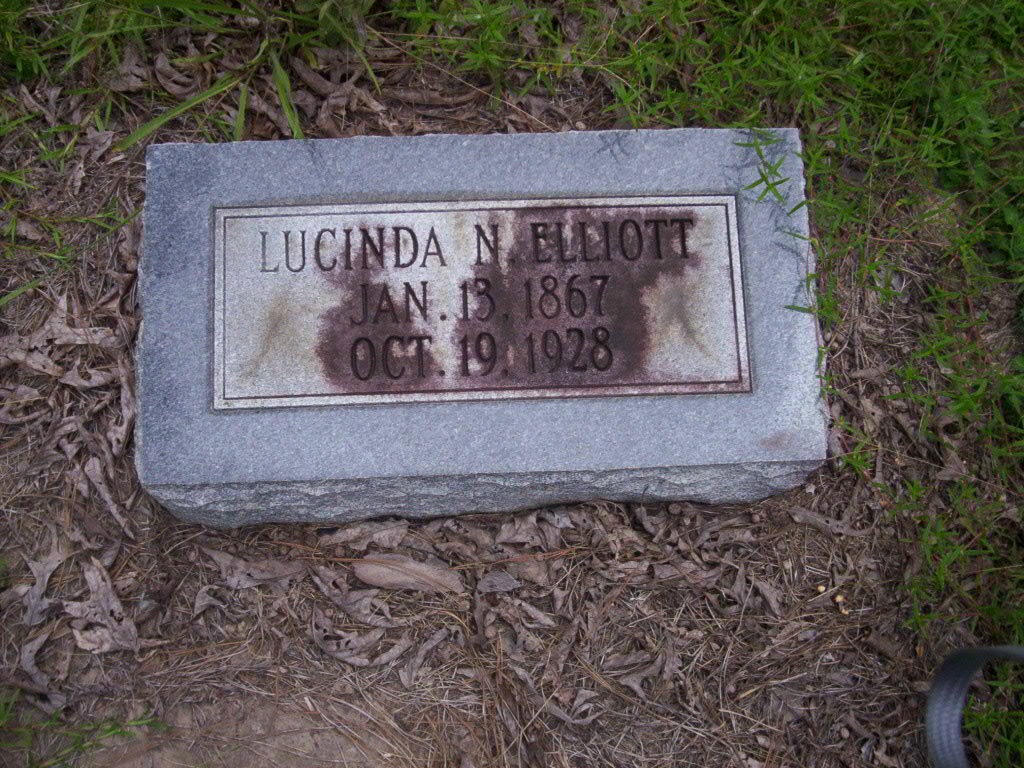 LUCINDA N. ELLIOTT
JAN. 13. 1867
OCT. 19. 1928